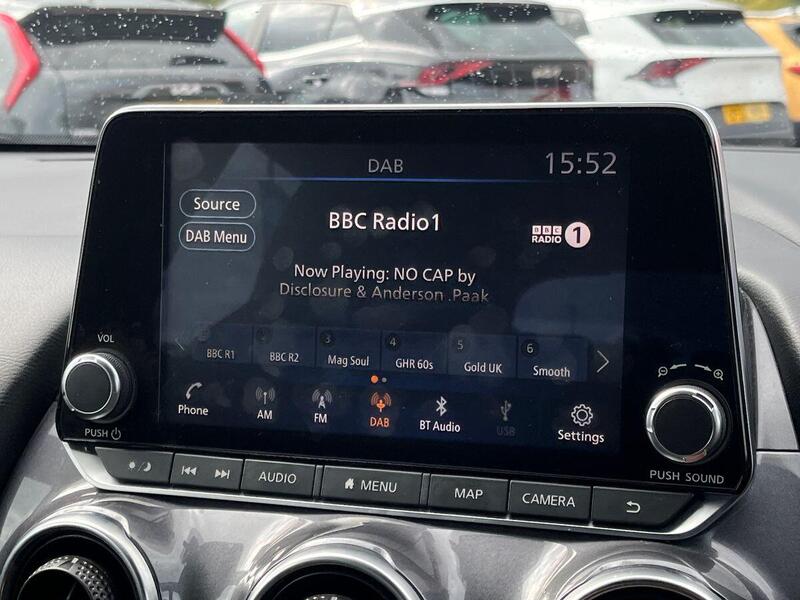 DAB
15:52
Source
BBC Radio1
BBC
RADIO 1
DAB Menu
Now Playing: NO CAP by
Disclosure & Anderson .Paak
BBC R1
2
BBC R2
3
Mag Soul
4
GHR 60s
5
Gold UK
6
Smooth
Phone
AM
FM
DAB
BT Audio
USB
Settings
VOL
PUSH
PUSH SOUND
AUDIO
MENU
MAP
CAMERA